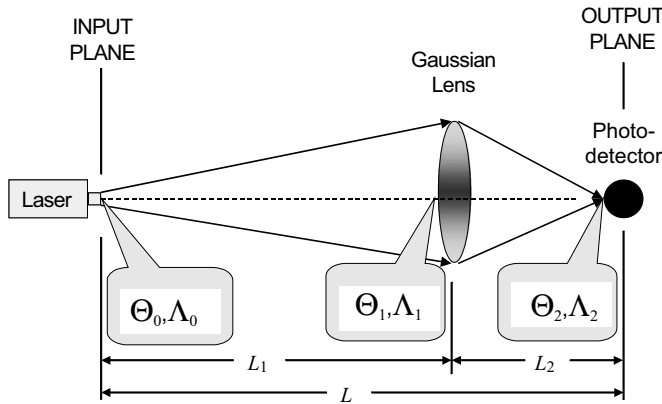 INPUT
PLANE
OUTPUT
PLANE
Gaussian
Lens
Photo-
detector
Laser
Θ₀,Λ₀
Θ₁,Λ₁
Θ₂,Λ₂
L₁
L₂
L